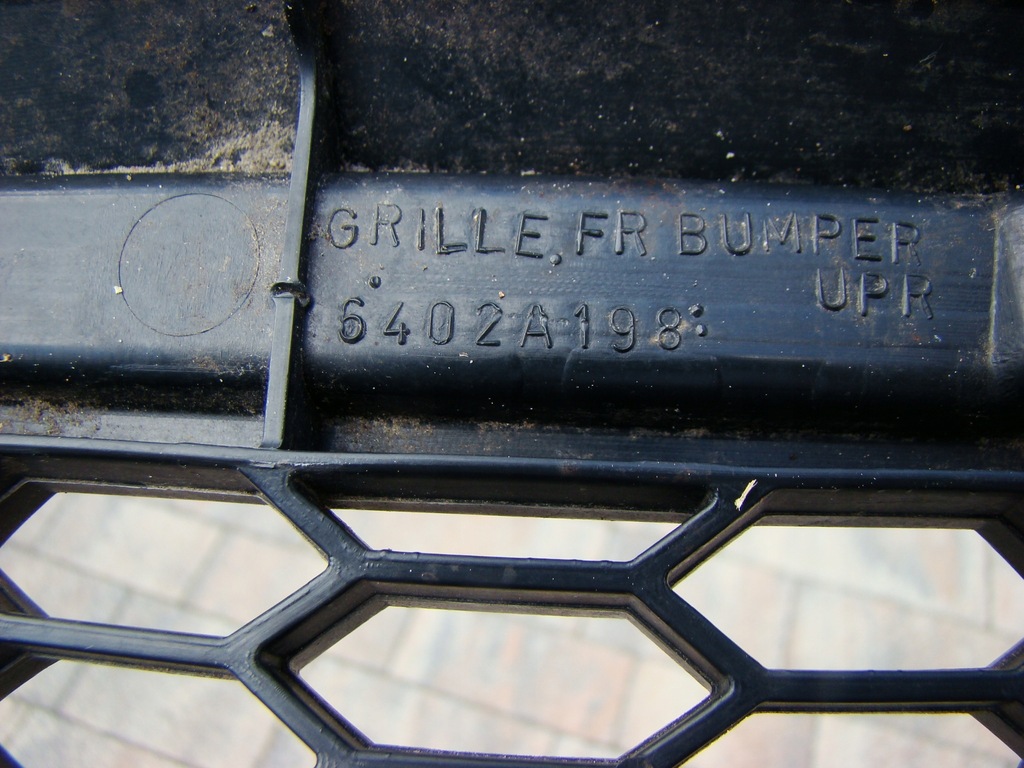 GRILLE, FR BUMPER
UPR
6402A198